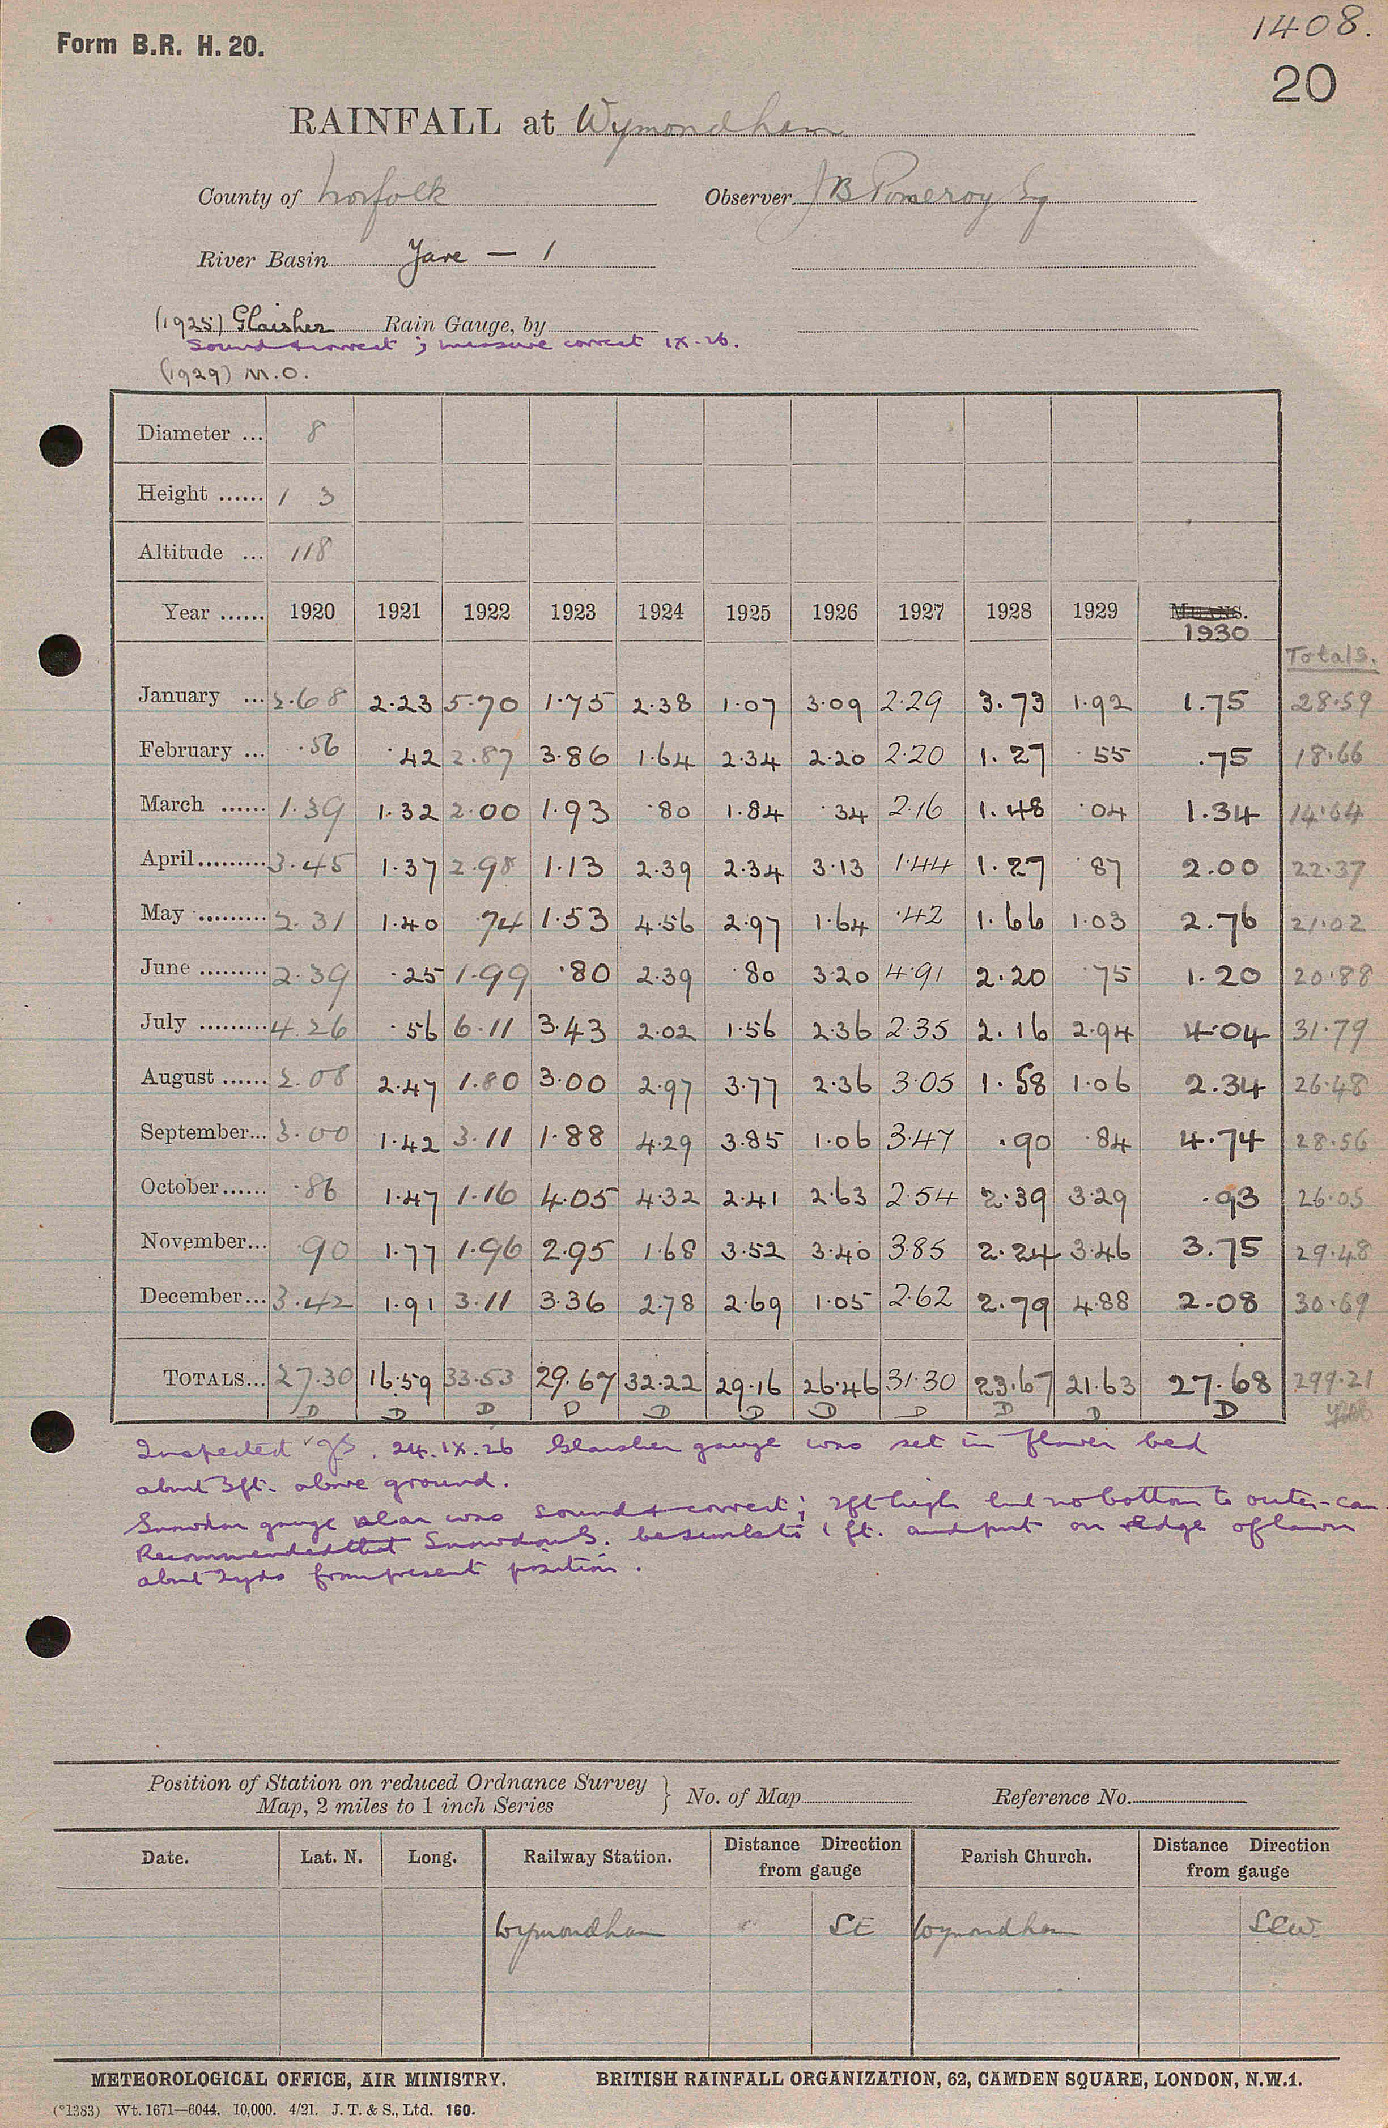 1408.
Form B.R. H. 20.
20
RAINFALL at Wymondham
County of Norfolk Observer J B Pomeroy Esq
River Basin Yare — 1
(1925) Glaisher Rain Gauge, by
Sound & correct ; measure correct IX.26.
(1929) M.O.
Diameter ... 8
Height ...... 1 3
Altitude ... 118
Year ...... 1920 1921 1922 1923 1924 1925 1926 1927 1928 1929 MEANS. 1930
Totals.
January ... 2.68 2.23 5.70 1.75 2.38 1.07 3.09 2.29 3.73 1.92 1.75 28.59
February ... .56 .42 2.87 3.86 1.64 2.34 2.20 2.20 1.27 .55 .75 18.66
March ...... 1.39 1.32 2.00 1.93 .80 1.84 .34 2.16 1.48 .04 1.34 14.64
April ......... 3.45 1.37 2.98 1.13 2.39 2.34 3.13 1.44 1.27 .87 2.00 22.37
May ......... 2.31 1.40 .74 1.53 4.56 2.97 1.64 .42 1.66 1.03 2.76 21.02
June ......... 2.39 .25 1.99 .80 2.39 .80 3.20 4.91 2.20 .75 1.20 20.88
July ......... 4.26 .56 6.11 3.43 2.02 1.56 2.36 2.35 2.16 2.94 4.04 31.79
August ...... 2.08 2.47 1.80 3.00 2.97 3.77 2.36 3.05 1.58 1.06 2.34 26.48
September... 3.00 1.42 3.11 1.88 4.29 3.85 1.06 3.47 .90 .84 4.74 28.56
October...... .86 1.47 1.16 4.05 4.32 2.41 2.63 2.54 2.39 3.29 .93 26.05
November... .90 1.77 1.96 2.95 1.68 3.52 3.40 3.85 2.24 3.46 3.75 29.48
December... 3.42 1.91 3.11 3.36 2.78 2.69 1.05 2.62 2.79 4.88 2.08 30.69
TOTALS... 27.30 16.59 33.53 29.67 32.22 29.16 26.46 31.30 23.67 21.63 27.68 299.21
D D D D D D D D D D D
Inspected 24.IX.26 Glaisher gauge was set in flower bed
about 3ft. above ground.
Snowdon gauge also was sound & correct ; 2ft high but no bottom to outer-can.
Recommended that Snowdon be sunk to 1 ft. and put on edge of lawn
about 2yds from present position.
Position of Station on reduced Ordnance Survey Map, 2 miles to 1 inch Series } No. of Map Reference No.
Date. Lat. N. Long. Railway Station. Distance Direction from gauge Parish Church. Distance Direction from gauge
Wymondham SE Wymondham
METEOROLOGICAL OFFICE, AIR MINISTRY. BRITISH RAINFALL ORGANIZATION, 62, CAMDEN SQUARE, LONDON, N.W.1.
(*1383) Wt. 1671—6044. 10,000. 4/21. J. T. & S., Ltd. 160.